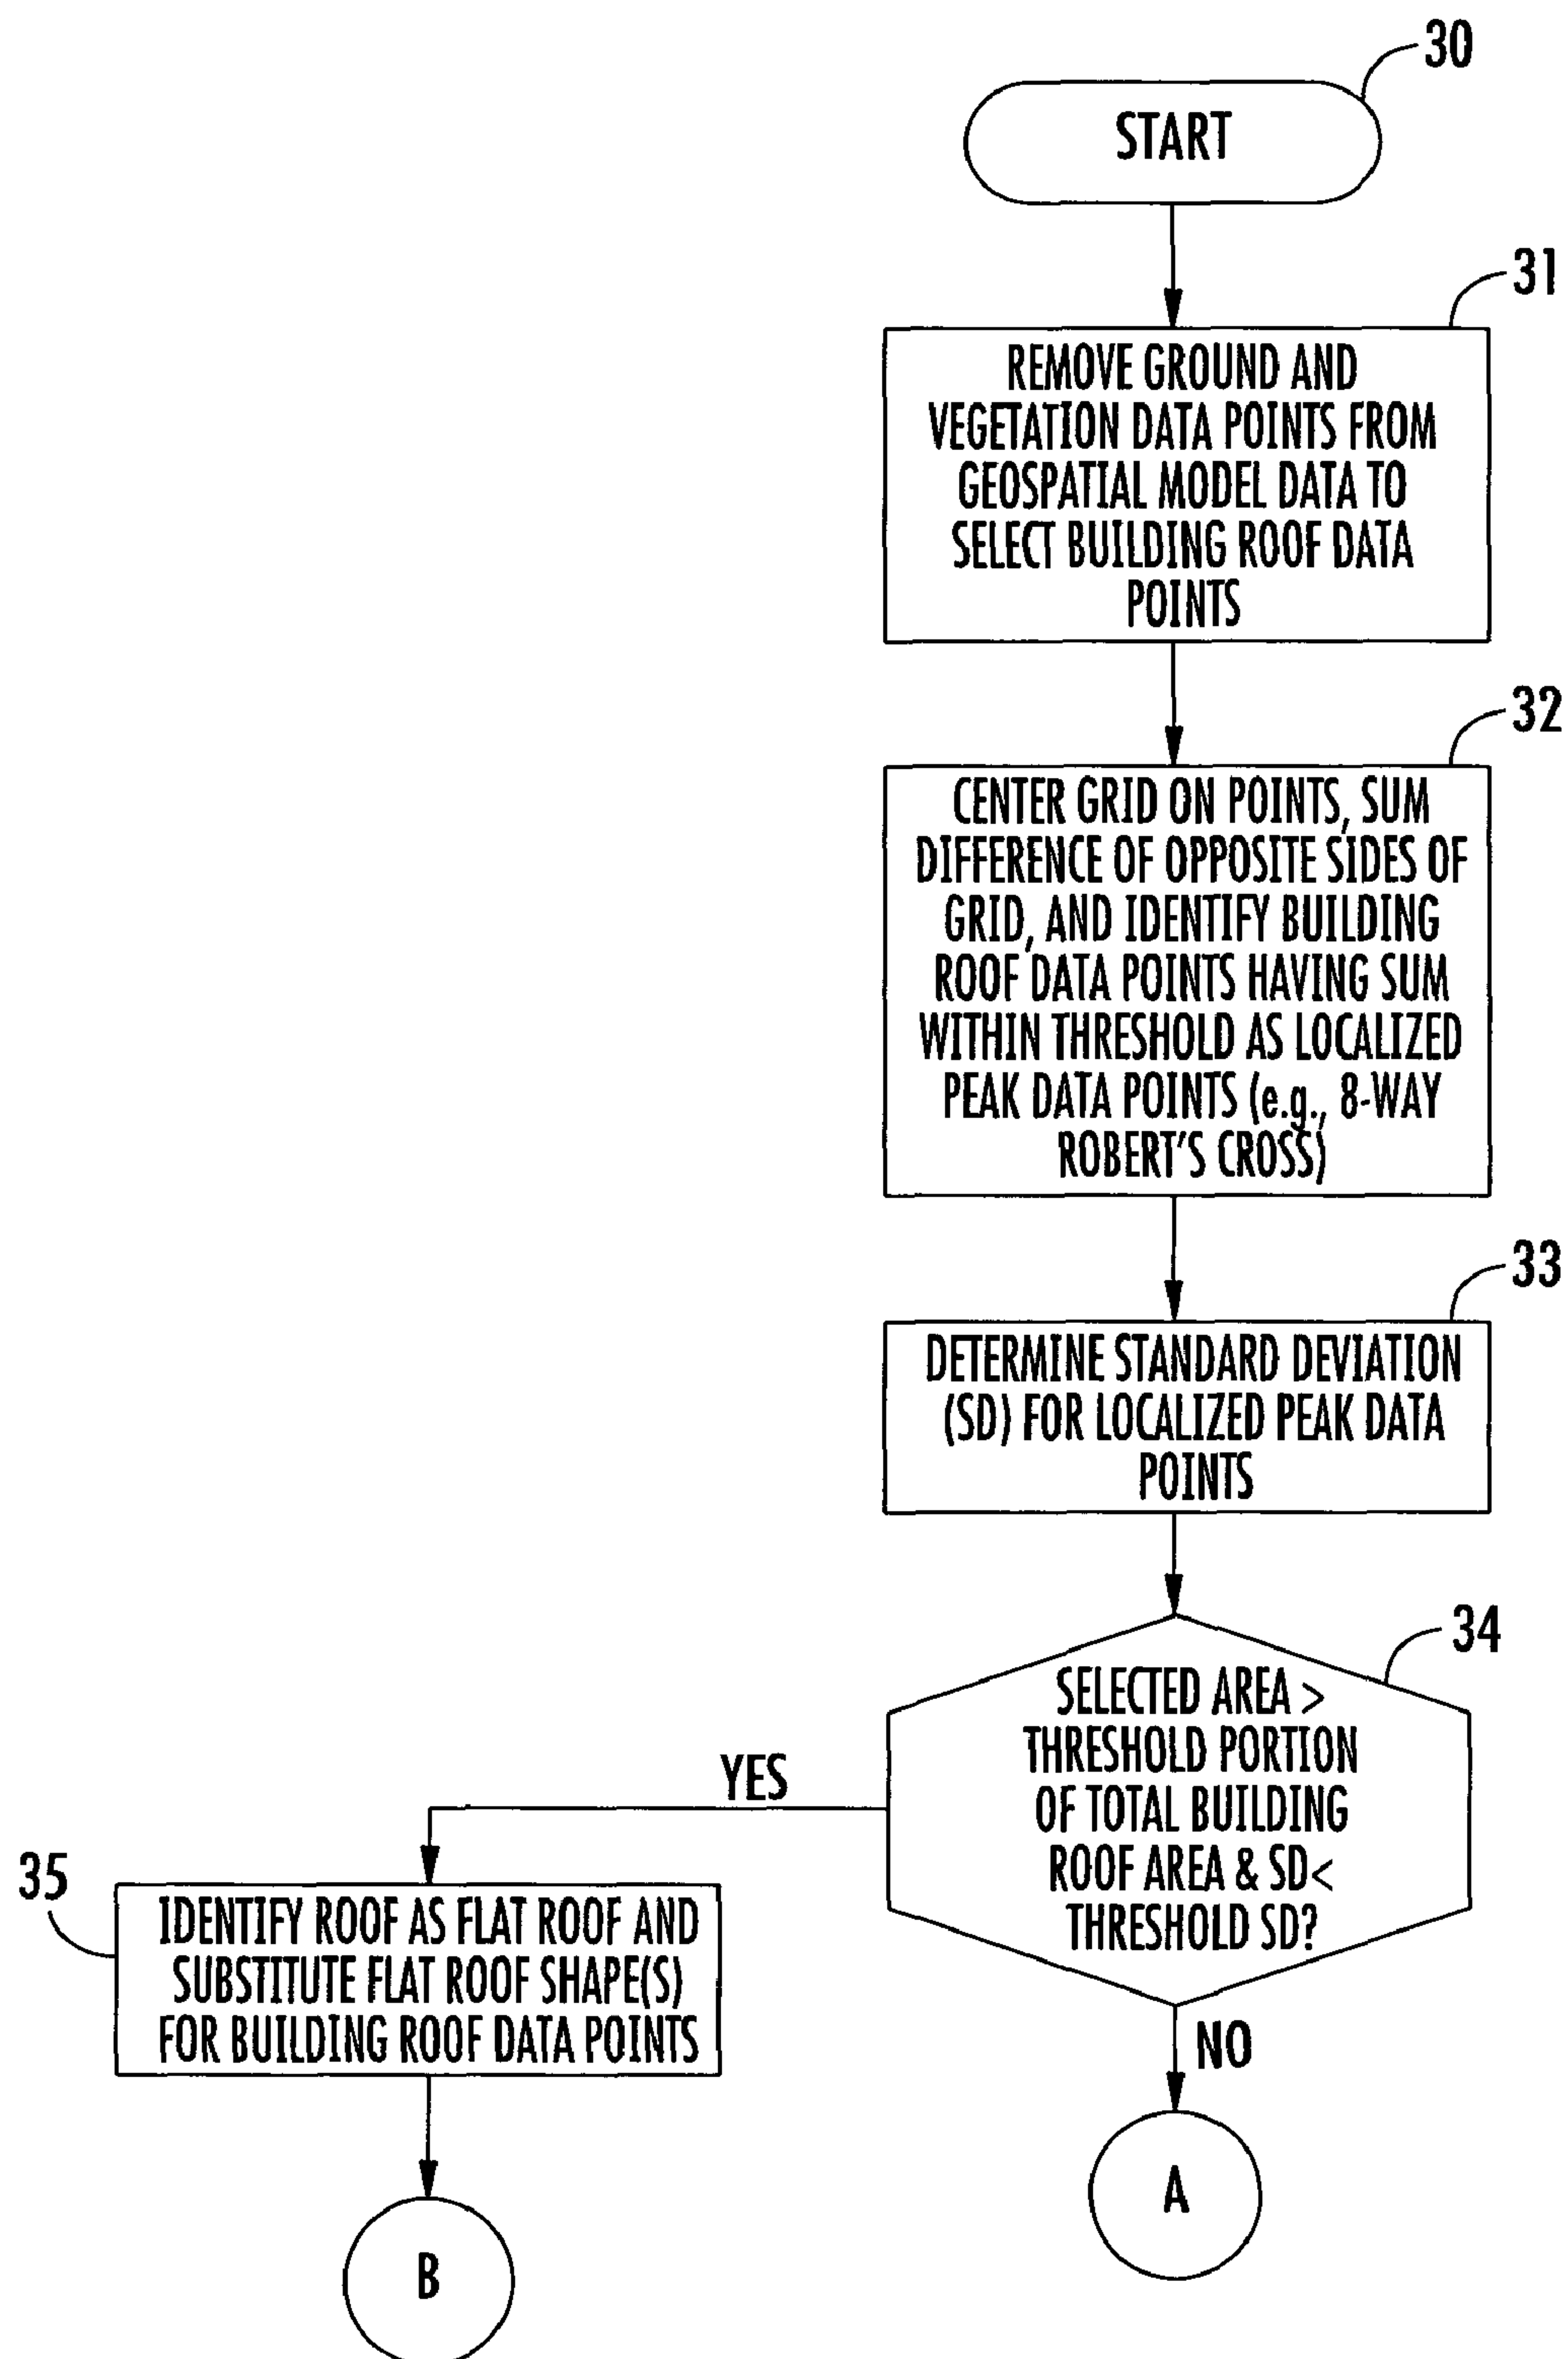 30
START
31
REMOVE GROUND AND
VEGETATION DATA POINTS FROM
GEOSPATIAL MODEL DATA TO
SELECT BUILDING ROOF DATA
POINTS
32
CENTER GRID ON POINTS, SUM
DIFFERENCE OF OPPOSITE SIDES OF
GRID, AND IDENTIFY BUILDING
ROOF DATA POINTS HAVING SUM
WITHIN THRESHOLD AS LOCALIZED
PEAK DATA POINTS (e.g., 8-WAY
ROBERT'S CROSS)
33
DETERMINE STANDARD DEVIATION
(SD) FOR LOCALIZED PEAK DATA
POINTS
34
SELECTED AREA >
THRESHOLD PORTION
OF TOTAL BUILDING
ROOF AREA & SD<
THRESHOLD SD?
YES
35
IDENTIFY ROOF AS FLAT ROOF AND
SUBSTITUTE FLAT ROOF SHAPE(S)
FOR BUILDING ROOF DATA POINTS
NO
A
B